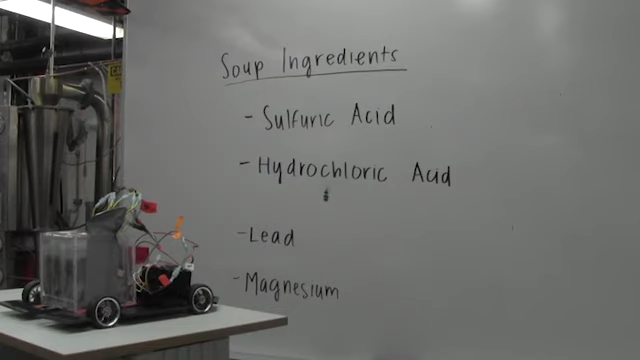 Soup Ingredients
- Sulfuric Acid
- Hydrochloric Acid
- Lead
- Magnesium